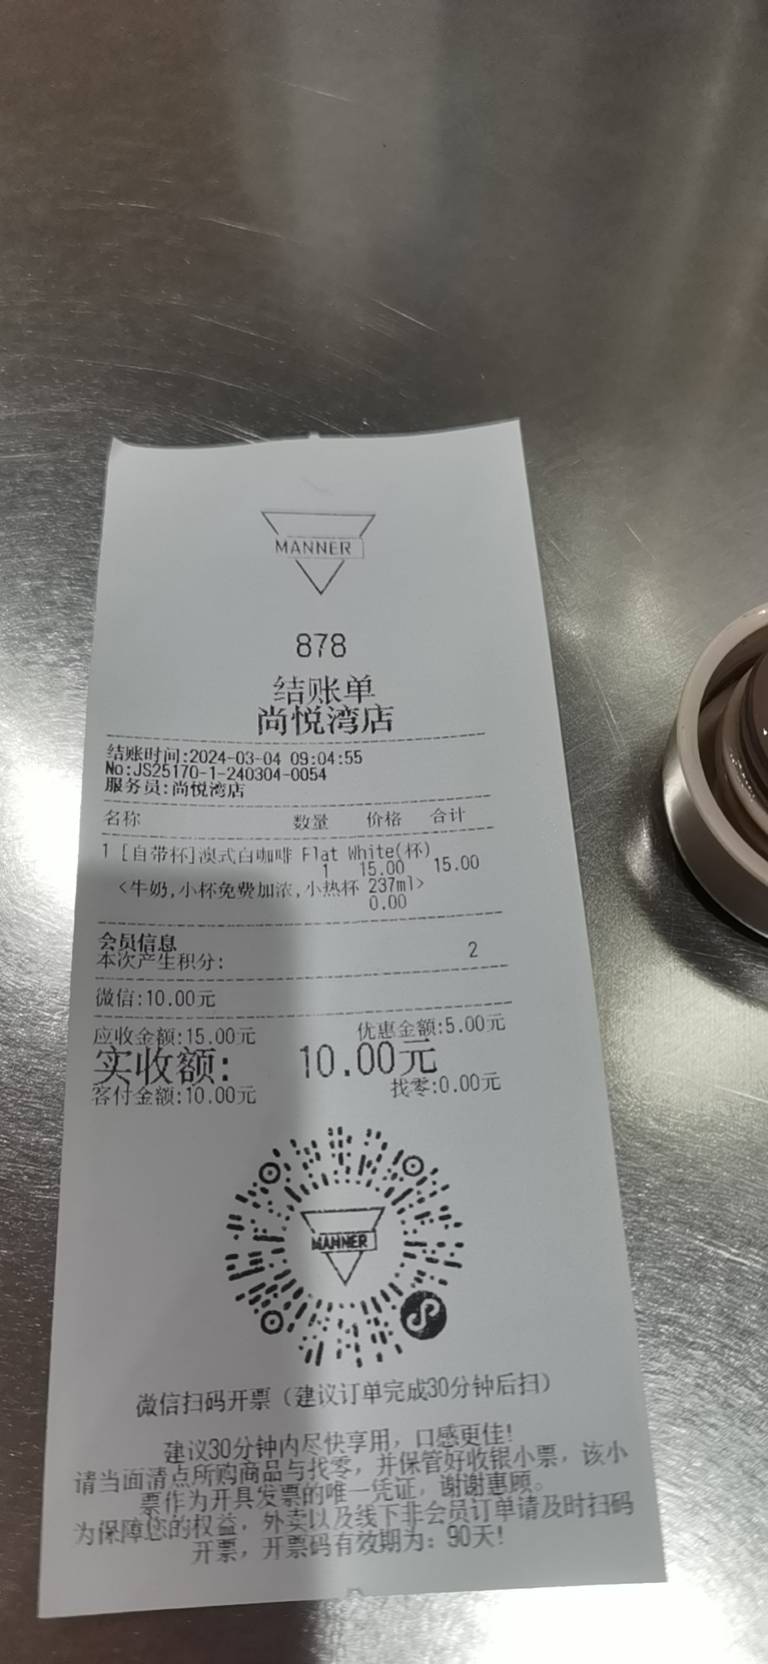 MANNER
878
结账单
尚悦湾店
结账时间:2024-03-04 09:04:55
No:JS25170-1-240304-0054
服务员:尚悦湾店
名称 数量 价格 合计
1 [自带杯]澳式白咖啡 Flat White(杯)
1 15.00 15.00
<牛奶,小杯免费加浓,小热杯 237ml>
0.00
会员信息
本次产生积分: 2
微信:10.00元
应收金额:15.00元 优惠金额:5.00元
实收额: 10.00元
客付金额:10.00元 找零:0.00元
MANNER
微信扫码开票（建议订单完成30分钟后扫）
建议30分钟内尽快享用，口感更佳!
请当面清点所购商品与找零，并保管好收银小票，该小
票作为开具发票的唯一凭证，谢谢惠顾。
为保障您的权益，外卖以及线下非会员订单请及时扫码
开票，开票码有效期为：90天!